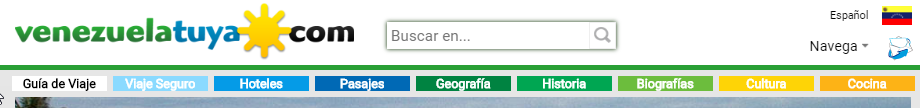 venezuelatuya.com
Buscar en...
Español
Navega
Guía de Viaje Viaje Seguro Hoteles Pasajes Geografía Historia Biografías Cultura Cocina